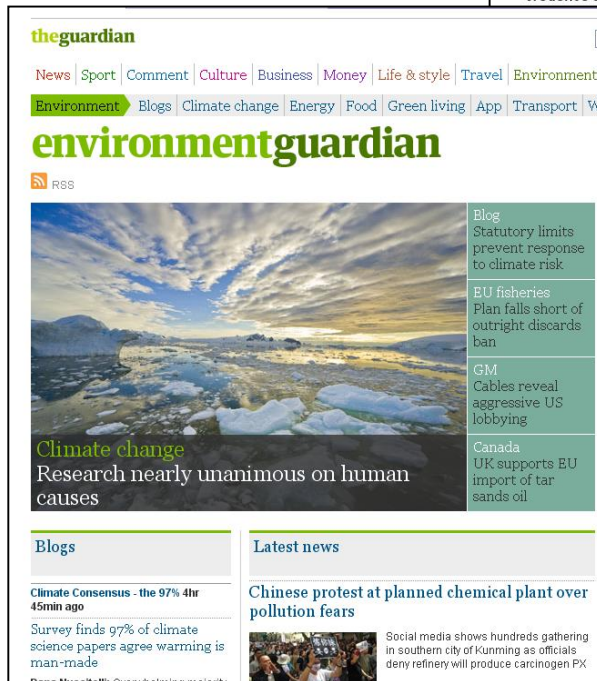 theguardian
News Sport Comment Culture Business Money Life & style Travel Environment
Environment Blogs Climate change Energy Food Green living App Transport
environmentguardian
RSS
Blog
Statutory limits
prevent response
to climate risk
EU fisheries
Plan falls short of
outright discards
ban
GM
Cables reveal
aggressive US
lobbying
Canada
UK supports EU
import of tar
sands oil
Climate change
Research nearly unanimous on human
causes
Blogs
Climate Consensus - the 97% 4hr
45min ago
Survey finds 97% of climate
science papers agree warming is
man-made
Latest news
Chinese protest at planned chemical plant over
pollution fears
Social media shows hundreds gathering
in southern city of Kunming as officials
deny refinery will produce carcinogen PX